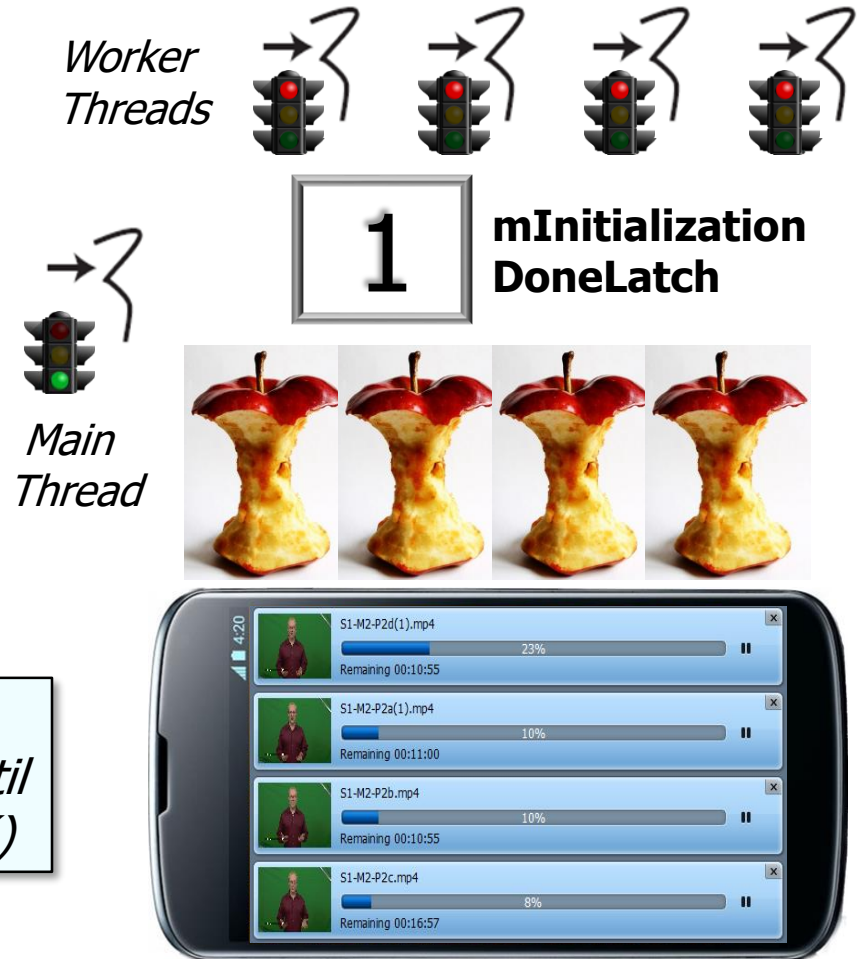 Worker
Threads
1
mInitialization
DoneLatch
Main
Thread
til
()
4:20
S1-M2-P2d(1).mp4
23%
Remaining 00:10:55
S1-M2-P2a(1).mp4
10%
Remaining 00:11:00
S1-M2-P2b.mp4
10%
Remaining 00:10:55
S1-M2-P2c.mp4
8%
Remaining 00:16:57